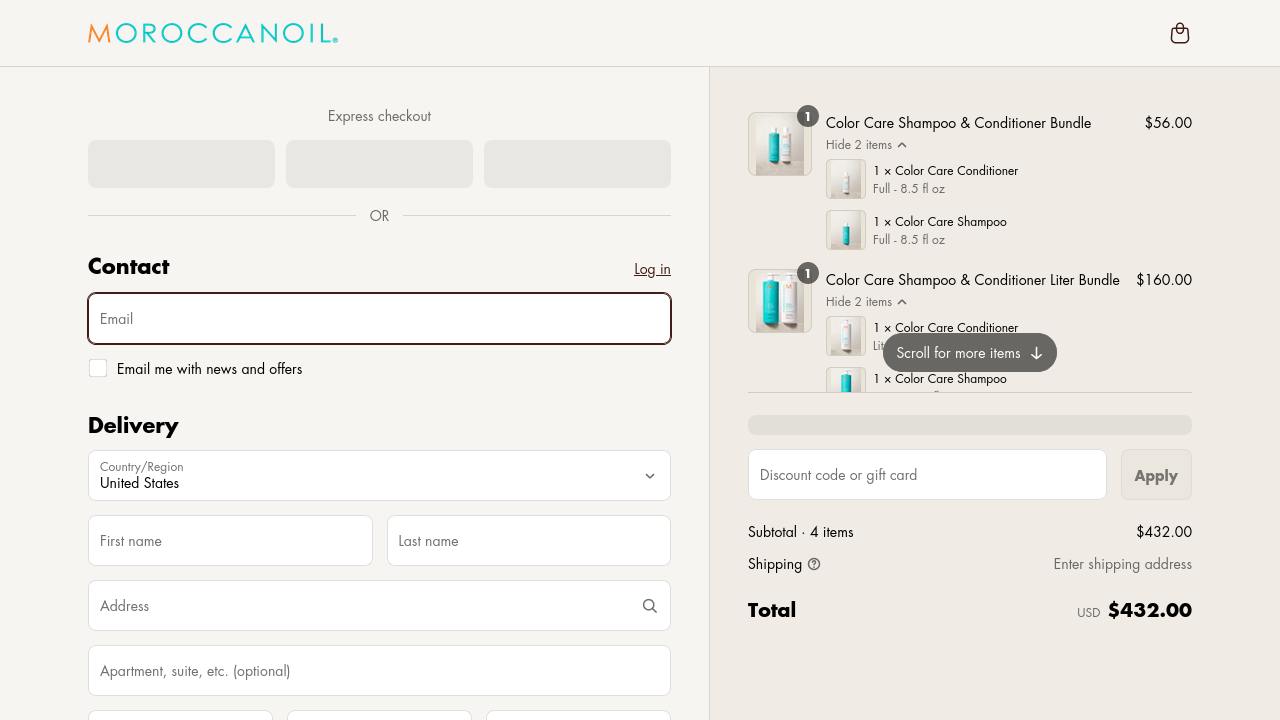 MOROCCANOIL®
Express checkout
OR
Contact
Log in
Email
Email me with news and offers
Delivery
Country/Region
United States
First name
Last name
Address
Apartment, suite, etc. (optional)
1
Color Care Shampoo & Conditioner Bundle
$56.00
Hide 2 items
1 × Color Care Conditioner
Full - 8.5 fl oz
1 × Color Care Shampoo
Full - 8.5 fl oz
1
Color Care Shampoo & Conditioner Liter Bundle
$160.00
Hide 2 items
1 × Color Care Conditioner
Scroll for more items
1 × Color Care Shampoo
Discount code or gift card
Apply
Subtotal · 4 items
$432.00
Shipping
Enter shipping address
Total
USD $432.00